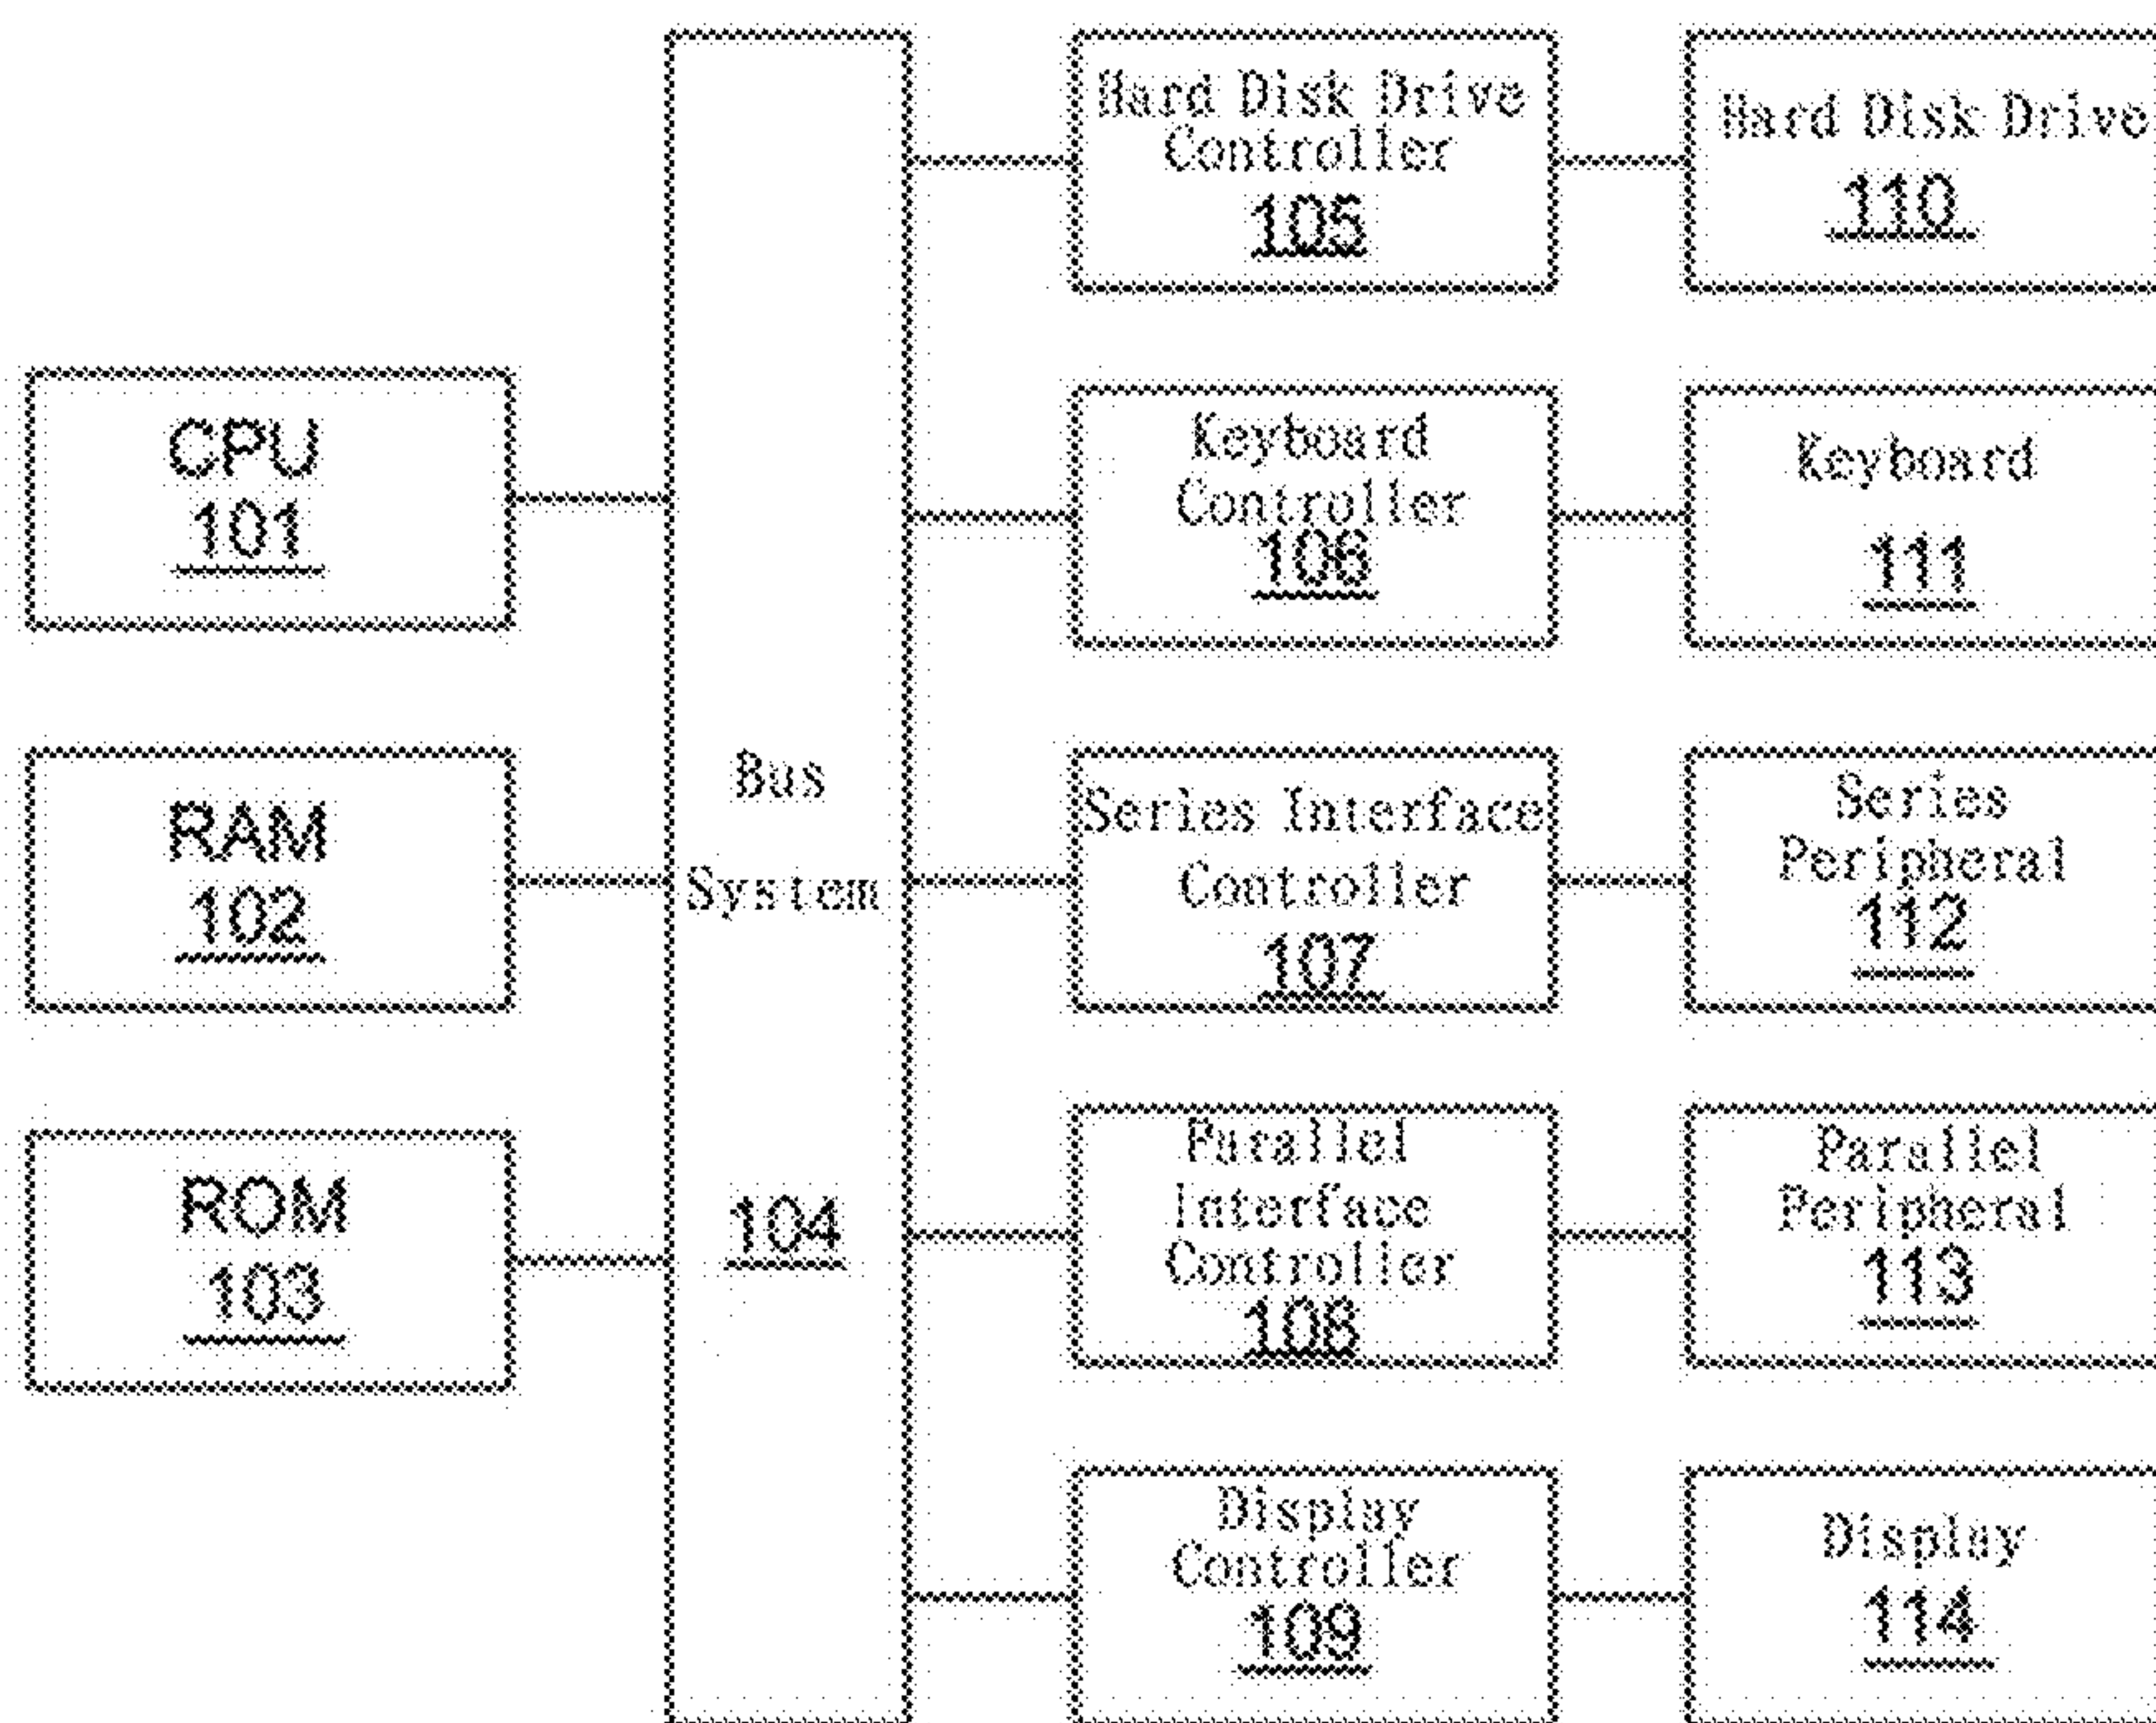 CPU
101
RAM
102
ROM
103
Bus
System
104
Hard Disk Drive
Controller
105
Keyboard
Controller
106
Series Interface
Controller
107
Parallel
Interface
Controller
108
Display
Controller
109
Hard Disk Drive
110
Keyboard
111
Series
Peripheral
112
Parallel
Peripheral
113
Display
114